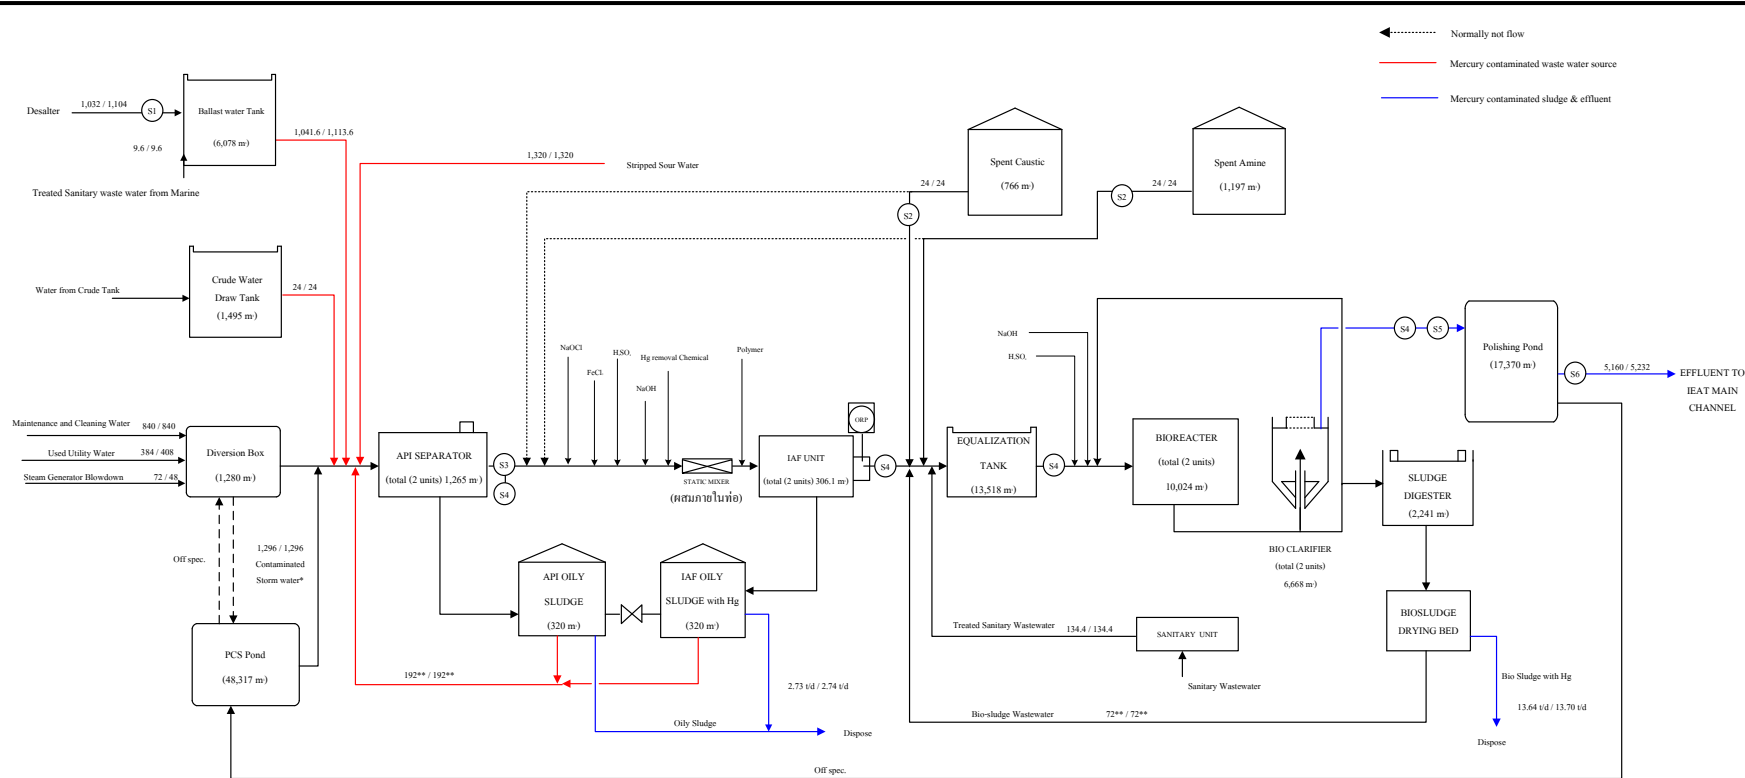 Normally not flow
Mercury contaminated waste water source
Mercury contaminated sludge & effluent
Desalter
1,032 / 1,104
S1
Ballast water Tank
(6,078 m³)
9.6 / 9.6
Treated Sanitary waste water from Marine
1,041.6 / 1,113.6
1,320 / 1,320
Stripped Sour Water
Spent Caustic
(766 m³)
24 / 24
S2
Spent Amine
(1,197 m³)
24 / 24
S2
Water from Crude Tank
Crude Water
Draw Tank
(1,495 m³)
24 / 24
NaOCl
FeCl₃
H₂SO₄
NaOH
Hg removal Chemical
Polymer
NaOH
H₂SO₄
S4
S5
Polishing Pond
(17,370 m³)
S6
5,160 / 5,232
EFFLUENT TO
IEAT MAIN
CHANNEL
Maintenance and Cleaning Water
840 / 840
Used Utility Water
384 / 408
Steam Generator Blowdown
72 / 48
Diversion Box
(1,280 m³)
API SEPARATOR
(total (2 units) 1,265 m³)
S3
S4
STATIC MIXER
(ผสมภายในท่อ)
IAF UNIT
(total (2 units) 306.1 m³)
ORP
S4
EQUALIZATION
TANK
(13,518 m³)
S4
BIOREACTER
(total (2 units)
10,024 m³)
BIO CLARIFIER
(total (2 units)
6,668 m³)
SLUDGE
DIGESTER
(2,241 m³)
Off spec.
1,296 / 1,296
Contaminated
Storm water*
API OILY
SLUDGE
(320 m³)
IAF OILY
SLUDGE with Hg
(320 m³)
Treated Sanitary Wastewater
134.4 / 134.4
SANITARY UNIT
Sanitary Wastewater
BIOSLUDGE
DRYING BED
PCS Pond
(48,317 m³)
192** / 192**
2.73 t/d / 2.74 t/d
Oily Sludge
Dispose
Bio-sludge Wastewater
72** / 72**
Bio Sludge with Hg
13.64 t/d / 13.70 t/d
Dispose
Off spec.